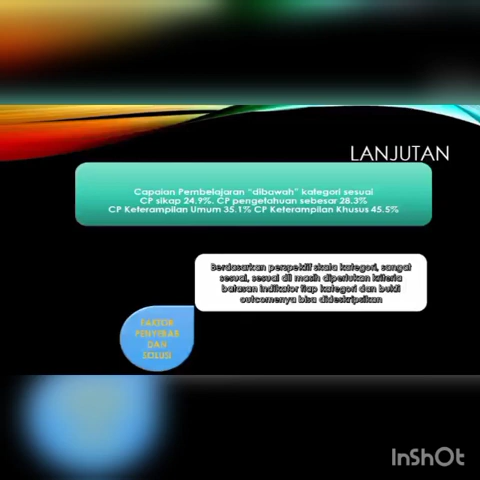 LANJUTAN
Capaian Pembelajaran "dibawah" kategori sesuai
CP sikap 24.9%. CP pengetahuan sebesar 28.3%
CP Keterampilan Umum 35.1% CP Keterampilan Khusus 45.5%
Berdasarkan perspektif skala kategori, sangat
sesuai, sesuai dll masih diperlukan kriteria
batasan indikator tiap kategori dan bukti
outcomenya bisa dideskripsikan
FAKTOR
PENYEBAB
DAN
SOLUSI
InShOt